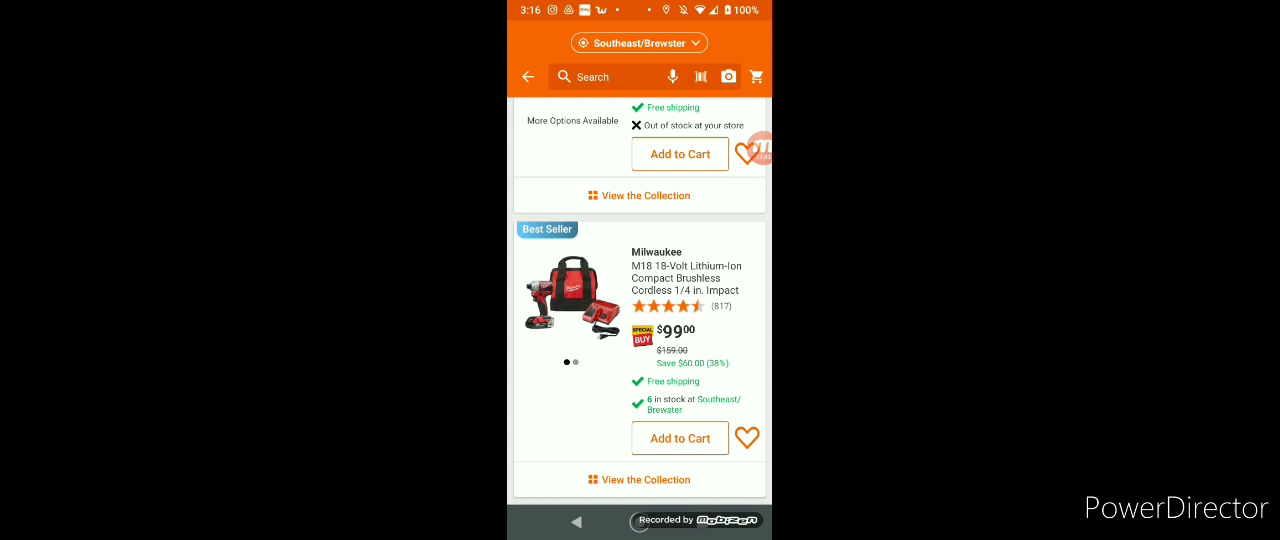 3:16
100%
Southeast/Brewster
Search
Free shipping
More Options Available
Out of stock at your store
Add to Cart
View the Collection
Best Seller
Milwaukee
M18 18-Volt Lithium-Ion
Compact Brushless
Cordless 1/4 in. Impact
(817)
SPECIAL
BUY
$9900
$159.00
Save $60.00 (38%)
Free shipping
6 in stock at Southeast/
Brewster
Add to Cart
View the Collection
Recorded by mobizen
PowerDirector